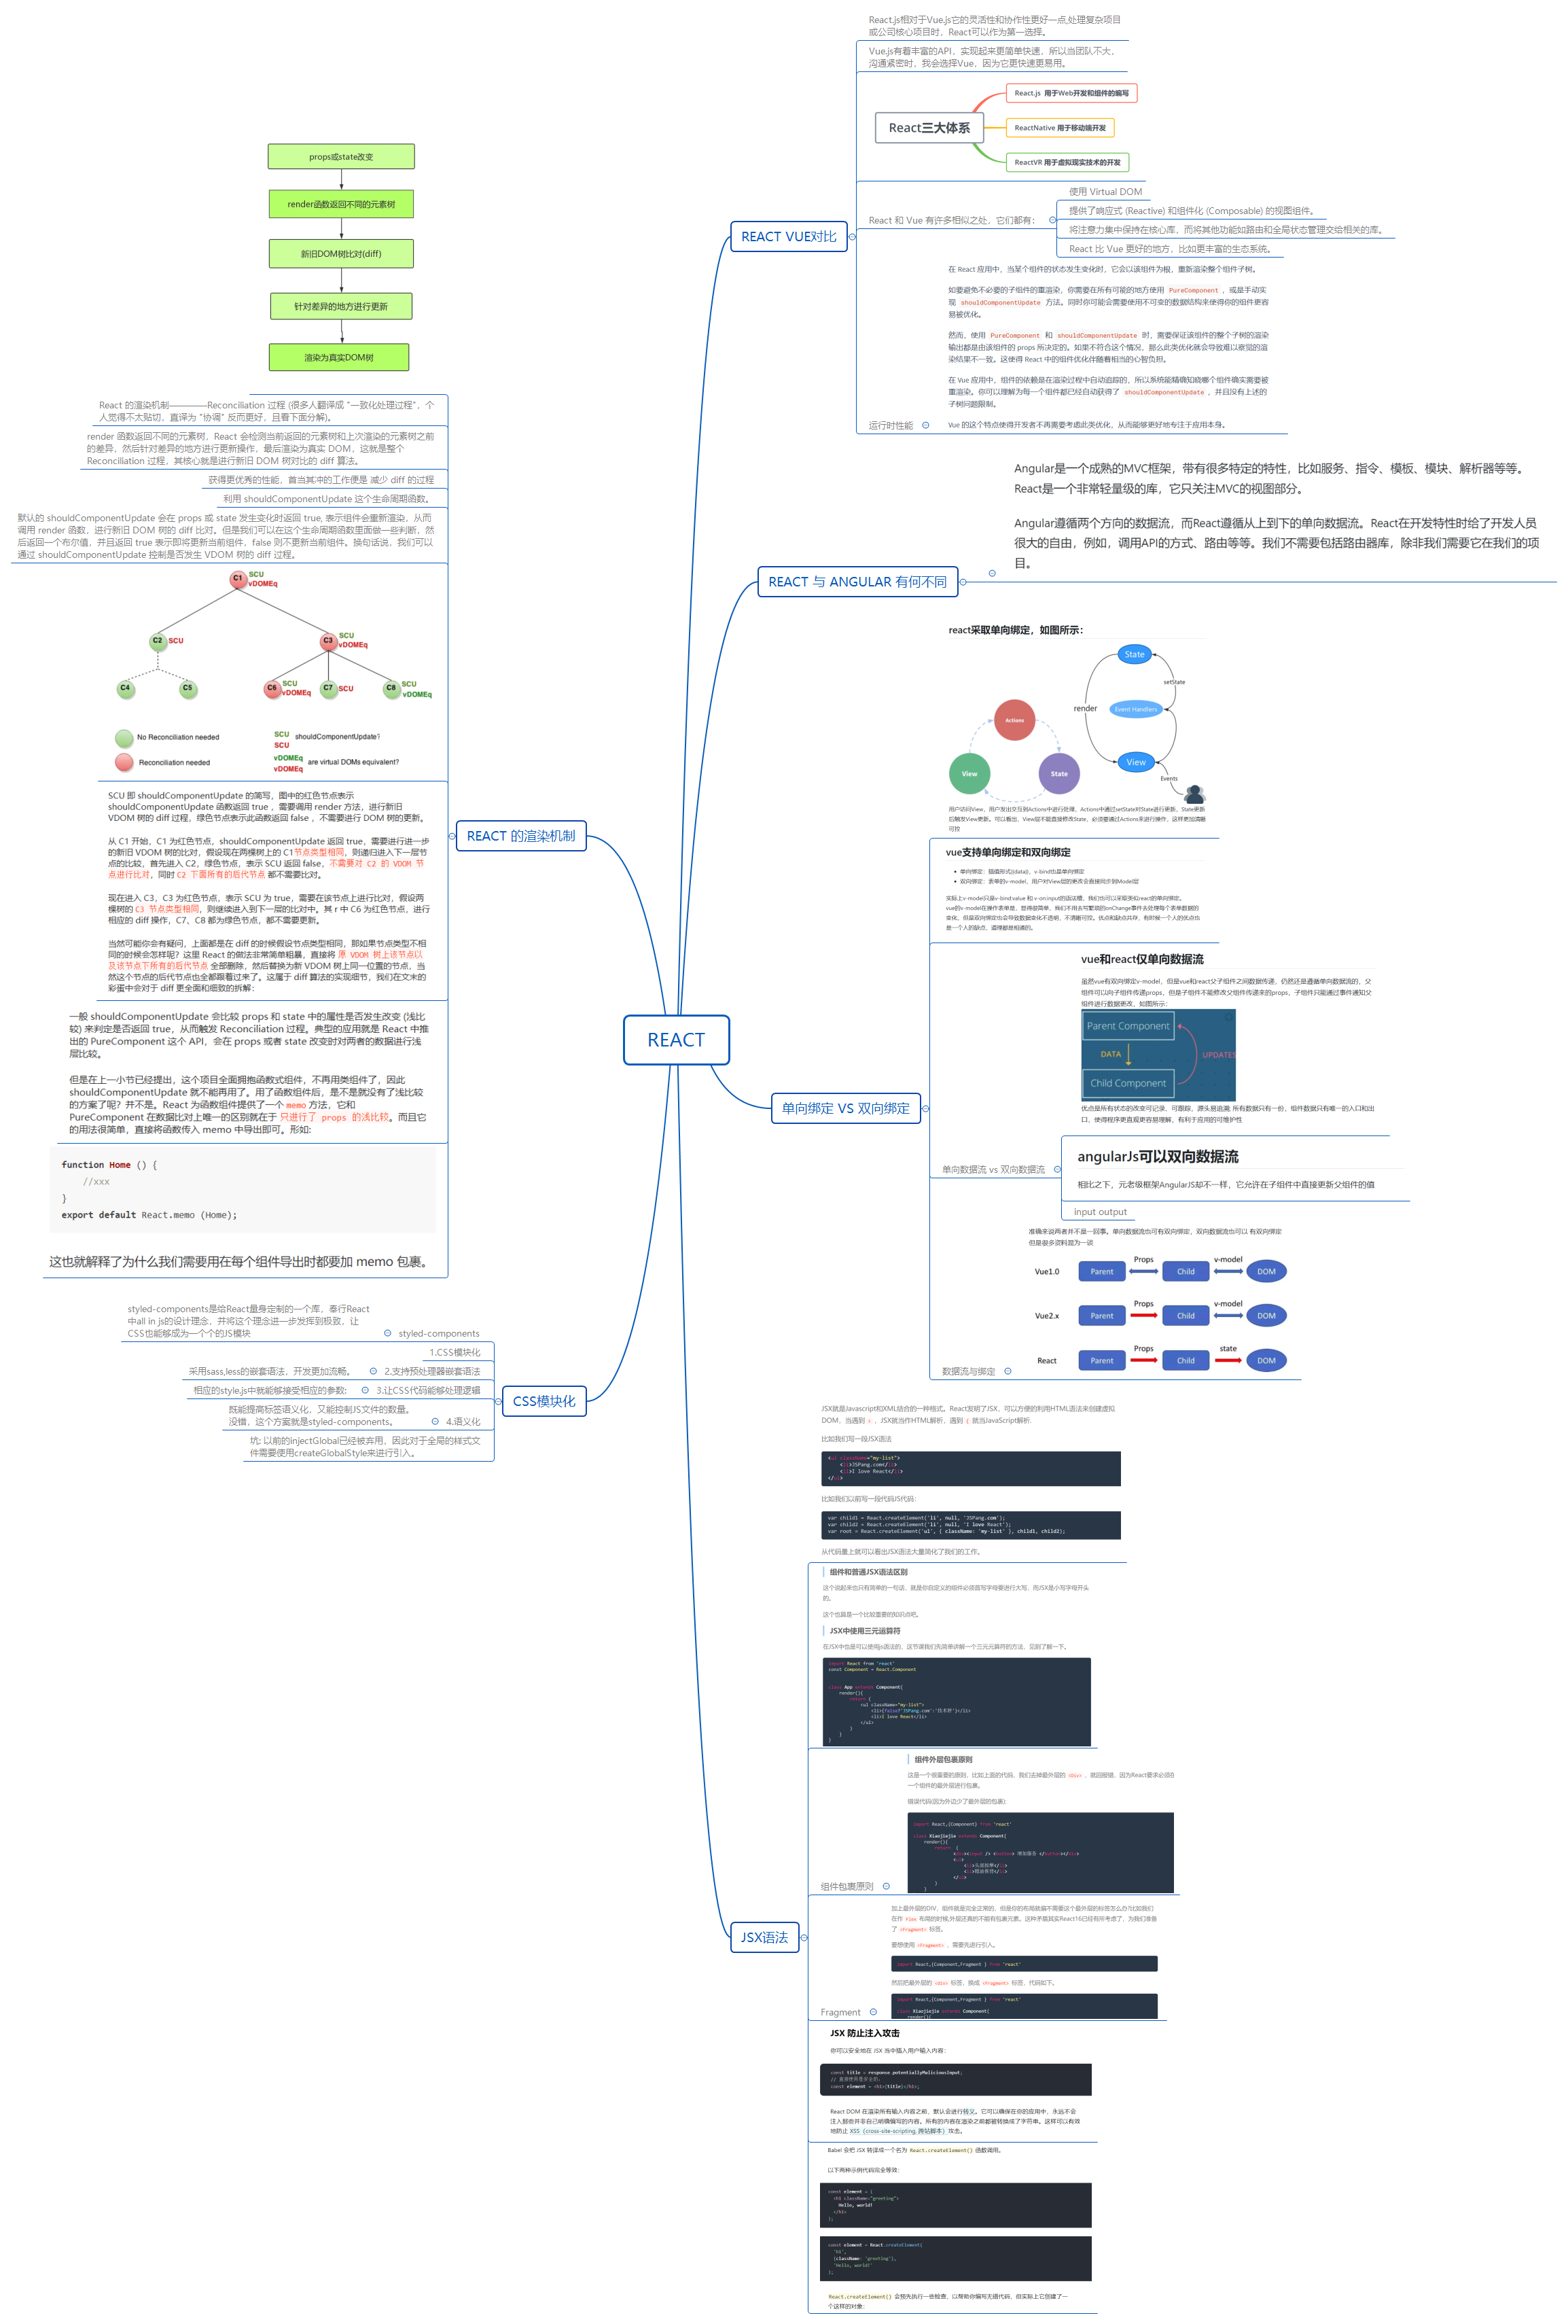 React.js相对于Vue.js它的灵活性和协作性更好一点,处理复杂项目
或公司核心项目时，React可以作为第一选择。
Vue.js有着丰富的API，实现起来更简单快速，所以当团队不大，
沟通紧密时，我会选择Vue，因为它更快速更易用。
React三大体系
React.js 用于Web开发和组件的编写
ReactNative 用于移动端开发
ReactVR 用于虚拟现实技术的开发
REACT VUE对比
React 和 Vue 有许多相似之处，它们都有：
使用 Virtual DOM
提供了响应式 (Reactive) 和组件化 (Composable) 的视图组件。
将注意力集中保持在核心库，而将其他功能如路由和全局状态管理交给相关的库。
React 比 Vue 更好的地方，比如更丰富的生态系统。
在 React 应用中，当某个组件的状态发生变化时，它会以该组件为根，重新渲染整个组件子树。
如要避免不必要的子组件的重渲染，你需要在所有可能的地方使用 PureComponent ，或是手动实
现 shouldComponentUpdate 方法。同时你可能会需要使用不可变的数据结构来使得你的组件更容
易被优化。
然而，使用 PureComponent 和 shouldComponentUpdate 时，需要保证该组件的整个子树的渲染
输出都是由该组件的 props 所决定的。如果不符合这个情况，那么此类优化就会导致难以察觉的渲
染结果不一致。这使得 React 中的组件优化伴随着相当的心智负担。
在 Vue 应用中，组件的依赖是在渲染过程中自动追踪的，所以系统能精确知晓哪个组件确实需要被
重渲染。你可以理解为每一个组件都已经自动获得了 shouldComponentUpdate ，并且没有上述的
子树问题限制。
运行时性能
Vue 的这个特点使得开发者不再需要考虑此类优化，从而能够更好地专注于应用本身。
Angular是一个成熟的MVC框架，带有很多特定的特性，比如服务、指令、模板、模块、解析器等等。
React是一个非常轻量级的库，它只关注MVC的视图部分。
Angular遵循两个方向的数据流，而React遵循从上到下的单向数据流。React在开发特性时给了开发人员
很大的自由，例如，调用API的方式、路由等等。我们不需要包括路由器库，除非我们需要它在我们的项
目。
REACT 与 ANGULAR 有何不同
react采取单向绑定，如图所示：
State
setState
render
Event Handlers
Actions
View
State
View
Events
用户访问View，用户发出交互到Actions中进行处理，Actions中通过setState对State进行更新，State更新
后触发View更新。可以看出，View层不能直接修改State，必须要通过Actions来进行操作，这样更加清晰
可控
vue支持单向绑定和双向绑定
单向绑定：插值形式{{data}}，v-bind也是单向绑定
双向绑定：表单的v-model，用户对View层的更改会直接同步到Model层
实际上v-model只是v-bind:value 和 v-on:input的语法糖，我们也可以采取类似react的单向绑定。
vue的v-model在操作表单是，显得很简单，我们不用去写繁琐的onChange事件去处理每个表单数据的
变化，但是双向绑定也会导致数据变化不透明，不清晰可控。优点和缺点共存，有时候一个人的优点也
是一个人的缺点，道理都是相通的。
vue和react仅单向数据流
虽然vue有双向绑定v-model，但是vue和react父子组件之间数据传递，仍然还是遵循单向数据流的，父
组件可以向子组件传递props，但是子组件不能修改父组件传递来的props，子组件只能通过事件通知父
组件进行数据更改，如图所示：
Parent Component
DATA
UPDATES
Child Component
优点是所有状态的改变可记录、可跟踪，源头易追溯;所有数据只有一份，组件数据只有唯一的入口和出
口，使得程序更直观更容易理解，有利于应用的可维护性
单向绑定 VS 双向绑定
单向数据流 vs 双向数据流
angularJs可以双向数据流
相比之下，元老级框架AngularJS却不一样，它允许在子组件中直接更新父组件的值
input output
准确来说两者并不是一回事。单向数据流也可有双向绑定，双向数据流也可以 有双向绑定
但是很多资料混为一谈
Vue1.0 Parent Props Child v-model DOM
Vue2.x Parent Props Child v-model DOM
React Parent Props Child state DOM
数据流与绑定
REACT
props或state改变
render函数返回不同的元素树
新旧DOM树比对(diff)
针对差异的地方进行更新
渲染为真实DOM树
React 的渲染机制————Reconciliation 过程 (很多人翻译成 "一致化处理过程"，个
人觉得不太贴切，直译为 "协调" 反而更好，且看下面分解)。
render 函数返回不同的元素树，React 会检测当前返回的元素树和上次渲染的元素树之前
的差异，然后针对差异的地方进行更新操作，最后渲染为真实 DOM，这就是整个
Reconciliation 过程，其核心就是进行新旧 DOM 树对比的 diff 算法。
获得更优秀的性能，首当其冲的工作便是 减少 diff 的过程
利用 shouldComponentUpdate 这个生命周期函数。
默认的 shouldComponentUpdate 会在 props 或 state 发生变化时返回 true, 表示组件会重新渲染，从而
调用 render 函数，进行新旧 DOM 树的 diff 比对。但是我们可以在这个生命周期函数里面做一些判断，然
后返回一个布尔值，并且返回 true 表示即将更新当前组件，false 则不更新当前组件。换句话说，我们可以
通过 shouldComponentUpdate 控制是否发生 VDOM 树的 diff 过程。
C1 SCU
vDOMEq
C2 SCU
C3 SCU
vDOMEq
C4
C5
C6 SCU
vDOMEq
C7 SCU
C8 SCU
vDOMEq
No Reconciliation needed
Reconciliation needed
SCU
SCU
shouldComponentUpdate?
vDOMEq
vDOMEq
are virtual DOMs equivalent?
SCU 即 shouldComponentUpdate 的简写，图中的红色节点表示
shouldComponentUpdate 函数返回 true ，需要调用 render 方法，进行新旧
VDOM 树的 diff 过程，绿色节点表示此函数返回 false ，不需要进行 DOM 树的更新。
从 C1 开始，C1 为红色节点，shouldComponentUpdate 返回 true，需要进行进一步
的新旧 VDOM 树的比对，假设现在两棵树上的 C1节点类型相同，则递归进入下一层节
点的比较，首先进入 C2，绿色节点，表示 SCU 返回 false，不需要对 C2 的 VDOM 节
点进行比对，同时 C2 下面所有的后代节点 都不需要比对。
现在进入 C3，C3 为红色节点，表示 SCU 为 true，需要在该节点上进行比对，假设两
棵树的 C3 节点类型相同，则继续进入到下一层的比对中。其 r 中 C6 为红色节点，进行
相应的 diff 操作，C7、C8 都为绿色节点，都不需要更新。
当然可能你会有疑问，上面都是在 diff 的时候假设节点类型相同，那如果节点类型不相
同的时候会怎样呢？这里 React 的做法非常简单粗暴，直接将 原 VDOM 树上该节点以
及该节点下所有的后代节点 全部删除，然后替换为新 VDOM 树上同一位置的节点，当
然这个节点的后代节点也全都跟着过来了。这属于 diff 算法的实现细节，我们在文末的
彩蛋中会对于 diff 更全面和细致的拆解：
REACT 的渲染机制
一般 shouldComponentUpdate 会比较 props 和 state 中的属性是否发生改变 (浅比
较) 来判定是否返回 true，从而触发 Reconciliation 过程。典型的应用就是 React 中推
出的 PureComponent 这个 API，会在 props 或者 state 改变时对两者的数据进行浅
层比较。
但是在上一小节已经提出，这个项目全面拥抱函数式组件，不再用类组件了，因此
shouldComponentUpdate 就不能再用了。用了函数组件后，是不是就没有了浅比较
的方案了呢？并不是。React 为函数组件提供了一个 memo 方法，它和
PureComponent 在数据比对上唯一的区别就在于 只进行了 props 的浅比较。而且它
的用法很简单，直接将函数传入 memo 中导出即可。形如:
function Home () {
//xxx
}
export default React.memo (Home);
这也就解释了为什么我们需要用在每个组件导出时都要加 memo 包裹。
styled-components是给React量身定制的一个库，奉行React
中all in js的设计理念，并将这个理念进一步发挥到极致，让
CSS也能够成为一个个的JS模块
styled-components
1.CSS模块化
采用sass,less的嵌套语法，开发更加流畅。
2.支持预处理器嵌套语法
相应的style.js中就能够接受相应的参数:
3.让CSS代码能够处理逻辑
既能提高标签语义化，又能控制JS文件的数量。
没错，这个方案就是styled-components。
4.语义化
坑: 以前的injectGlobal已经被弃用，因此对于全局的样式文
件需要使用createGlobalStyle来进行引入。
CSS模块化
JSX就是Javascript和XML结合的一种格式。React发明了JSX，可以方便的利用HTML语法来创建虚拟
DOM，当遇到 < ，JSX就当作HTML解析，遇到 { 就当JavaScript解析.
比如我们写一段JSX语法
<ul className="my-list">
<li>JSPang.com</li>
<li>I love React</li>
</ul>
比如我们以前写一段代码JS代码：
var child1 = React.createElement('li', null, 'JSPang.com');
var child2 = React.createElement('li', null, 'I love React');
var root = React.createElement('ul', { className: 'my-list' }, child1, child2);
从代码量上就可以看出JSX语法大量简化了我们的工作。
组件和普通JSX语法区别
这个说起来也只有简单的一句话，就是你自定义的组件必须首写字母要进行大写，而JSX是小写字母开头
的。
这个也算是一个比较重要的知识点吧。
JSX中使用三元运算符
在JSX中也是可以使用js语法的，这节课我们先简单讲解一个三元元算符的方法，见到了解一下。
import React from 'react'
const Component = React.Component
class App extends Component{
render(){
return (
<ul className="my-list">
<li>{false?'JSPang.com':'技术胖'}</li>
<li>I love React</li>
</ul>
)
}
}
组件外层包裹原则
这是一个很重要的原则，比如上面的代码，我们去掉最外层的 <Div> ，就回报错，因为React要求必须在
一个组件的最外层进行包裹。
错误代码(因为外边少了最外层的包裹):
import React,{Component} from 'react'
class Xiaojiejie extends Component{
render(){
return (
<div><input /> <button> 增加服务 </button></div>
<ul>
<li>头部按摩</li>
<li>精油推背</li>
</ul>
)
}
组件包裹原则
加上最外层的DIV，组件就是完全正常的，但是你的布局就偏不需要这个最外层的标签怎么办?比如我们
在作 Flex 布局的时候,外层还真的不能有包裹元素。这种矛盾其实React16已经有所考虑了，为我们准备
了 <Fragment> 标签。
要想使用 <Fragment> ，需要先进行引入。
import React,{Component,Fragment } from 'react'
然后把最外层的 <div> 标签，换成 <Fragment> 标签，代码如下。
import React,{Component,Fragment } from 'react'
class Xiaojiejie extends Component{
render(){
Fragment
JSX语法
JSX 防止注入攻击
你可以安全地在 JSX 当中插入用户输入内容：
const title = response.potentiallyMaliciousInput;
// 直接使用是安全的：
const element = <h1>{title}</h1>;
React DOM 在渲染所有输入内容之前，默认会进行转义。它可以确保在你的应用中，永远不会
注入那些并非自己明确编写的内容。所有的内容在渲染之前都被转换成了字符串。这样可以有效
地防止 XSS（cross-site-scripting, 跨站脚本）攻击。
Babel 会把 JSX 转译成一个名为 React.createElement() 函数调用。
以下两种示例代码完全等效：
const element = (
<h1 className="greeting">
Hello, world!
</h1>
);
const element = React.createElement(
'h1',
{className: 'greeting'},
'Hello, world!'
);
React.createElement() 会预先执行一些检查，以帮助你编写无错代码，但实际上它创建了一
个这样的对象：